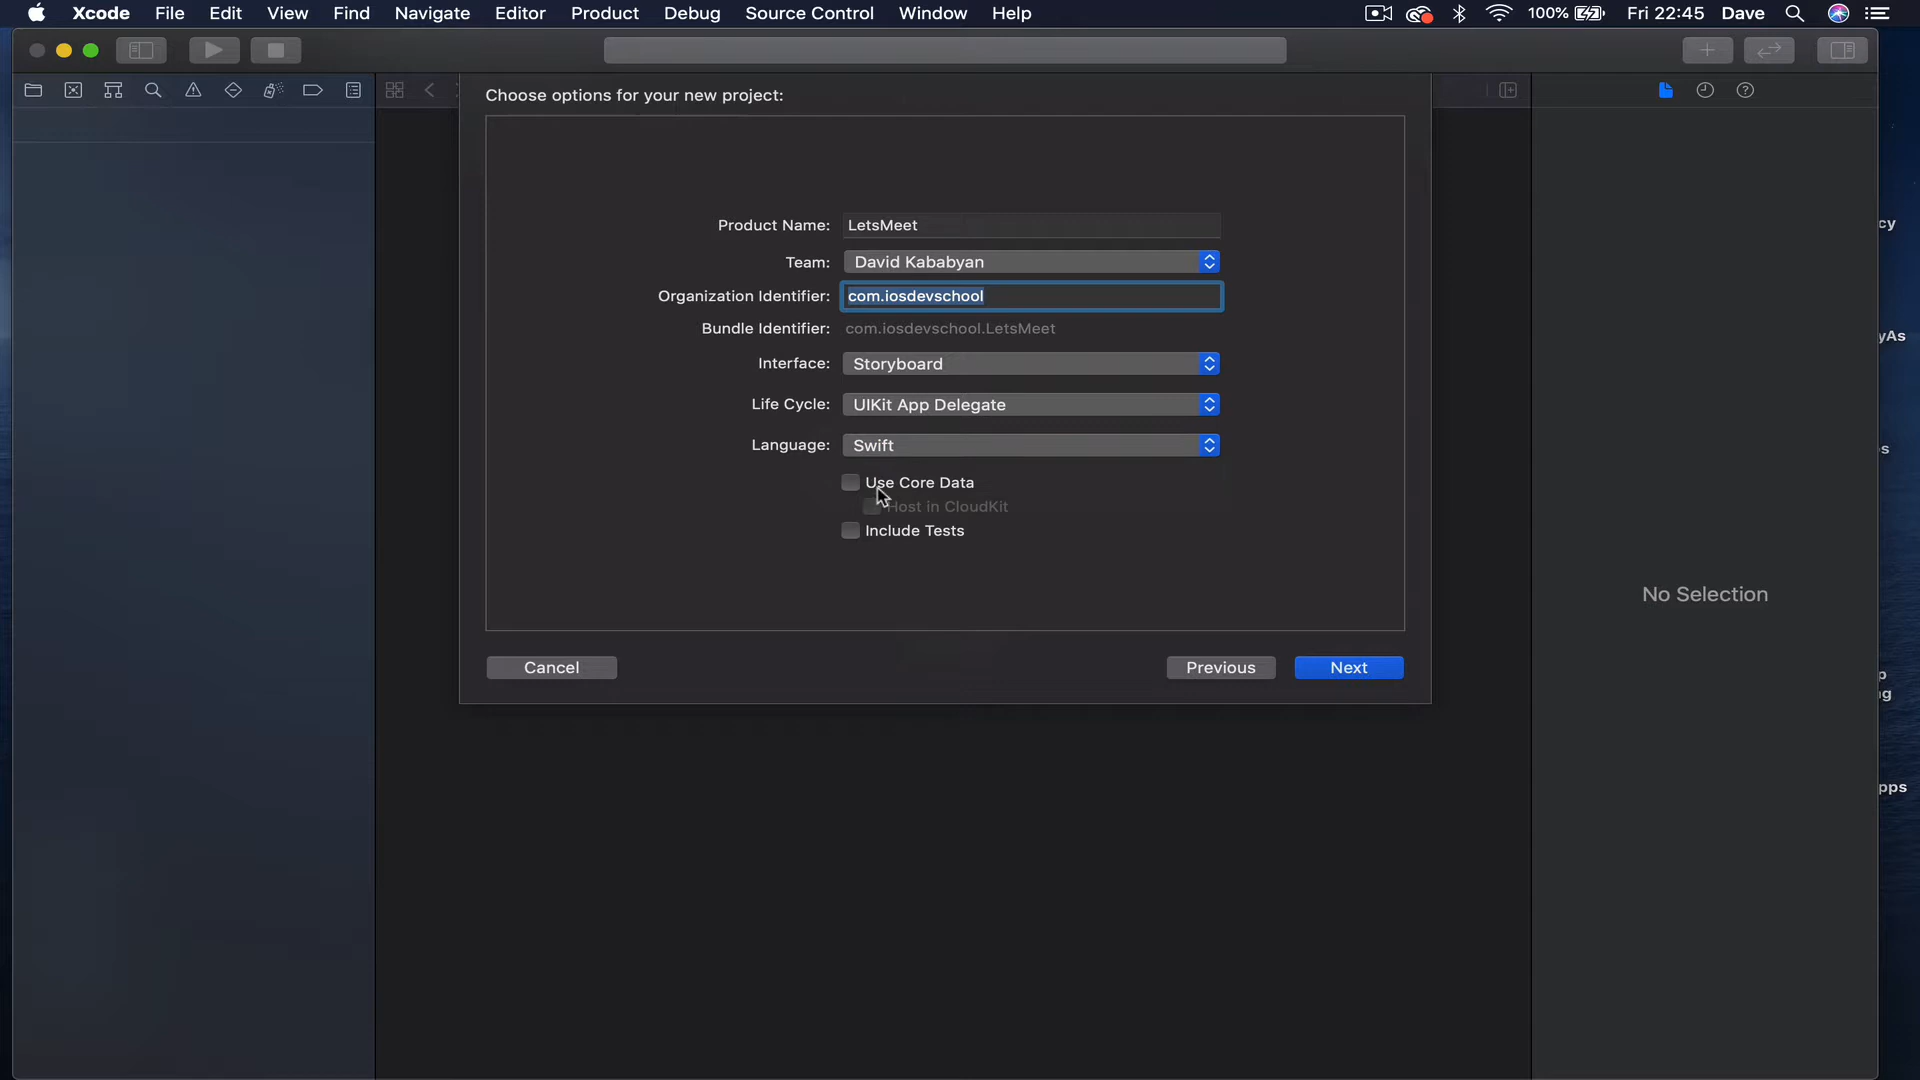 Xcode File Edit View Find Navigate Editor Product Debug Source Control Window Help 100% Fri 22:45 Dave
Choose options for your new project:
Product Name: LetsMeet
Team: David Kababyan
Organization Identifier: com.iosdevschool
Bundle Identifier: com.iosdevschool.LetsMeet
Interface: Storyboard
Life Cycle: UIKit App Delegate
Language: Swift
Use Core Data
Host in CloudKit
Include Tests
Cancel Previous Next
No Selection
cy
yAs
es
p
ng
pps